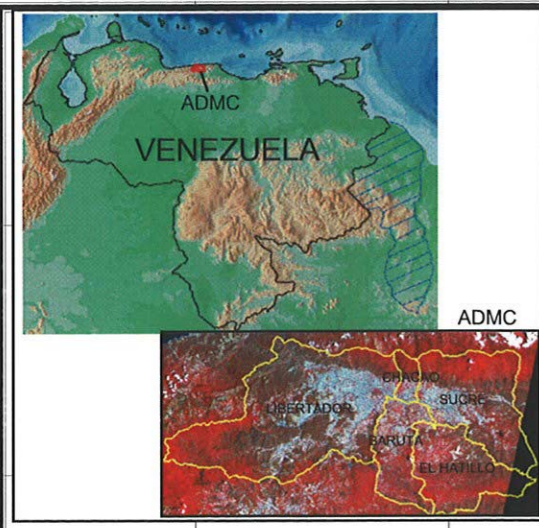 ADMC
VENEZUELA
ADMC
CHACAO
LIBERTADOR
SUCRE
BARUTA
EL HATILLO